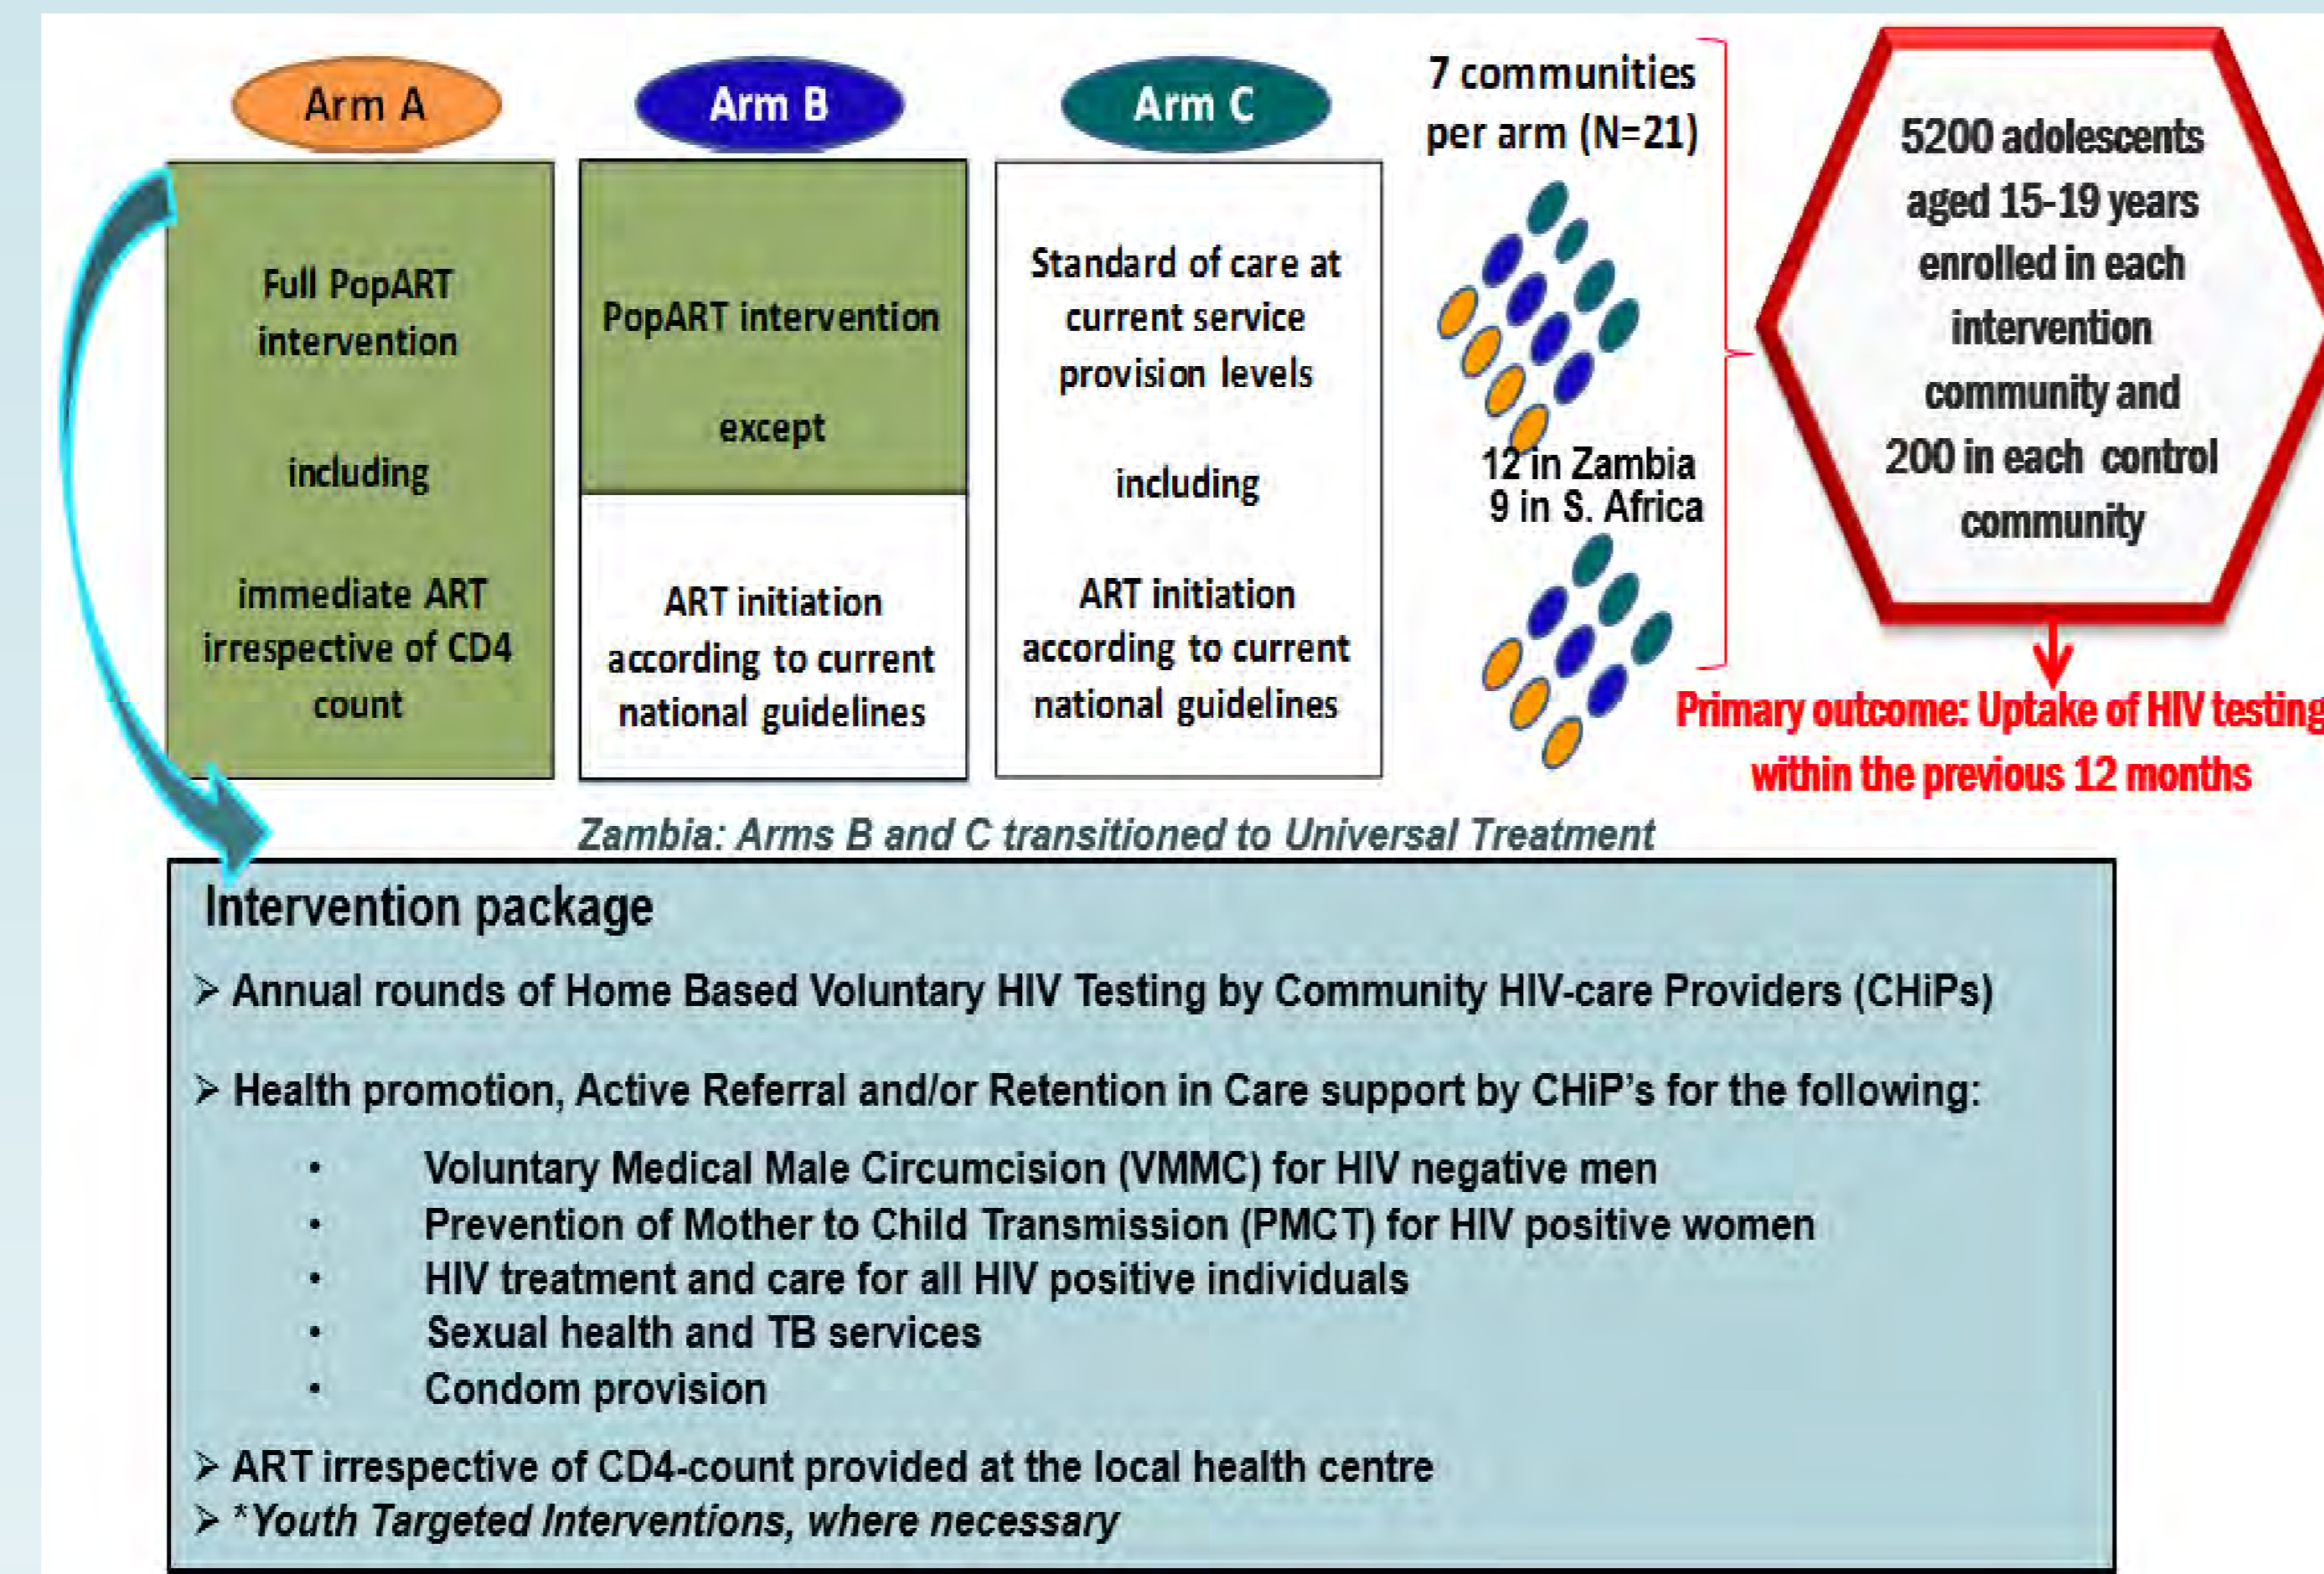 Arm A
Full PopART
intervention
including
immediate ART
irrespective of CD4
count
Arm B
PopART intervention
except
ART initiation
according to current
national guidelines
Arm C
Standard of care at
current service
provision levels
including
ART initiation
according to current
national guidelines
7 communities
per arm (N=21)
12 in Zambia
9 in S. Africa
5200 adolescents
aged 15-19 years
enrolled in each
intervention
community and
200 in each control
community
Primary outcome: Uptake of HIV testing
within the previous 12 months
Zambia: Arms B and C transitioned to Universal Treatment
Intervention package
➢ Annual rounds of Home Based Voluntary HIV Testing by Community HIV-care Providers (CHiPs)
➢ Health promotion, Active Referral and/or Retention in Care support by CHiP's for the following:
• Voluntary Medical Male Circumcision (VMMC) for HIV negative men
• Prevention of Mother to Child Transmission (PMCT) for HIV positive women
• HIV treatment and care for all HIV positive individuals
• Sexual health and TB services
• Condom provision
➢ ART irrespective of CD4-count provided at the local health centre
➢ *Youth Targeted Interventions, where necessary